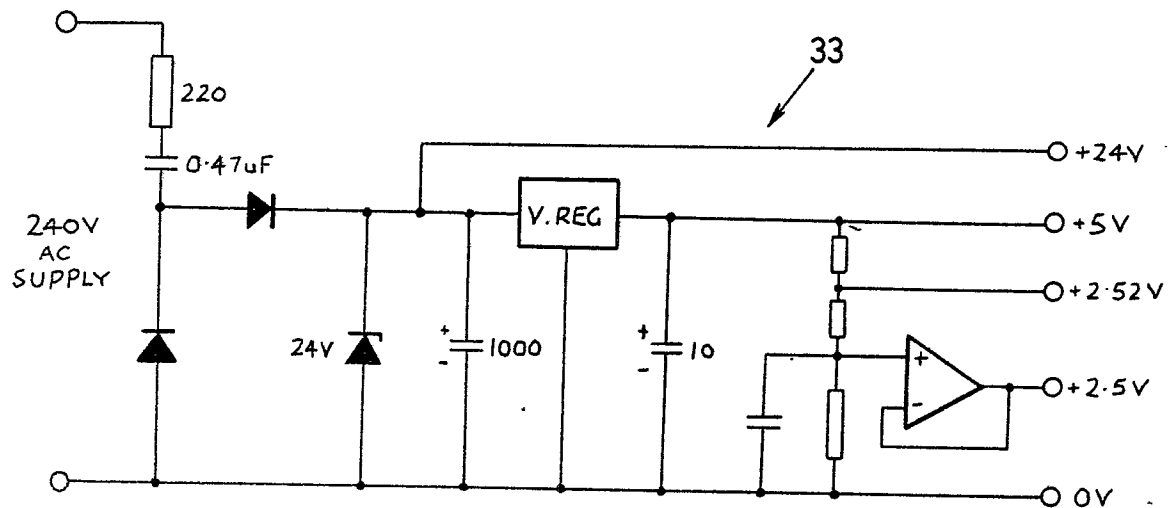 33
220
0.47uF
+24V
V. REG
+5V
240V
AC
SUPPLY
+2.52V
24V
+
-
1000
+
-
10
+
-
+2.5V
0V